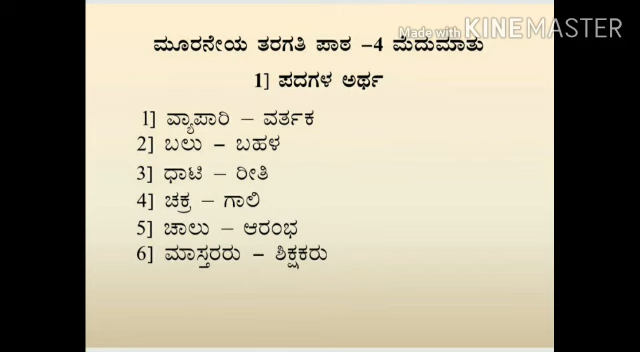 Made with KINEMASTER
ಮೂರನೇಯ ತರಗತಿ ಪಾಠ –4 ಮೆದುಮಾತು
1] ಪದಗಳ ಅರ್ಥ
1] ವ್ಯಾಪಾರಿ – ವರ್ತಕ
2] ಬಲು – ಬಹಳ
3] ಧಾಟಿ – ರೀತಿ
4] ಚಕ್ರ – ಗಾಲಿ
5] ಚಾಲು – ಆರಂಭ
6] ಮಾಸ್ತರರು – ಶಿಕ್ಷಕರು